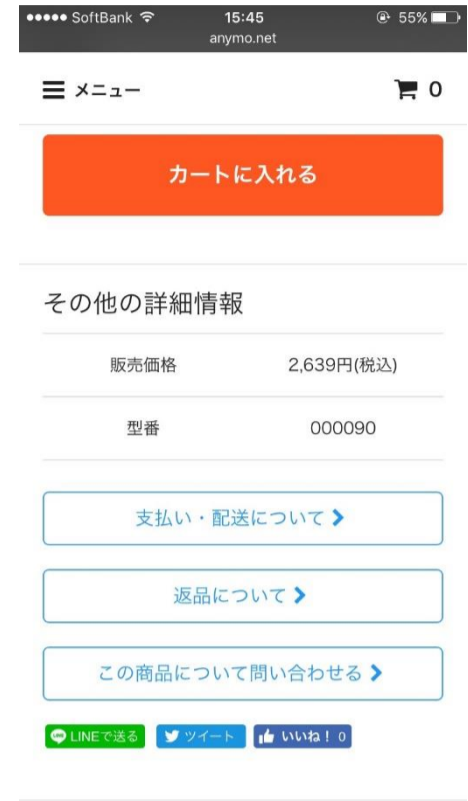 SoftBank 15:45 55%
anymo.net
メニュー 0
カートに入れる
その他の詳細情報
販売価格 2,639円(税込)
型番 000090
支払い・配送について
返品について
この商品について問い合わせる
LINEで送る ツイート いいね！ 0